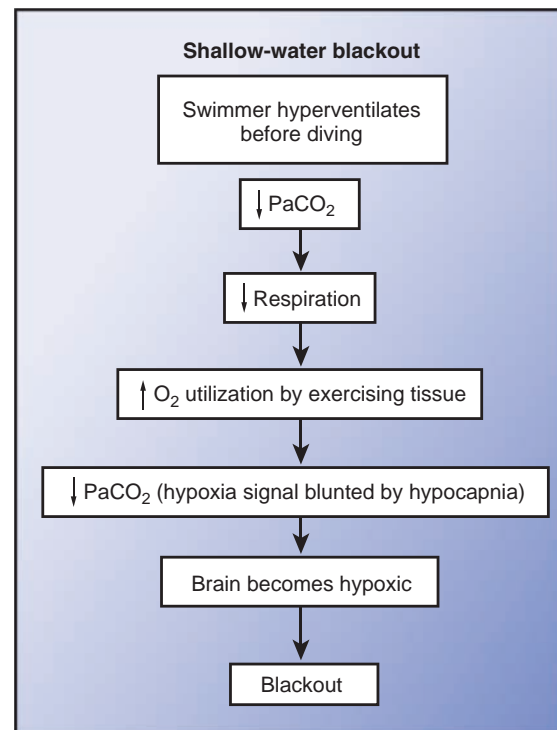 Shallow-water blackout
Swimmer hyperventilates
before diving
↓ PaCO₂
↓ Respiration
↑ O₂ utilization by exercising tissue
↓ PaCO₂ (hypoxia signal blunted by hypocapnia)
Brain becomes hypoxic
Blackout